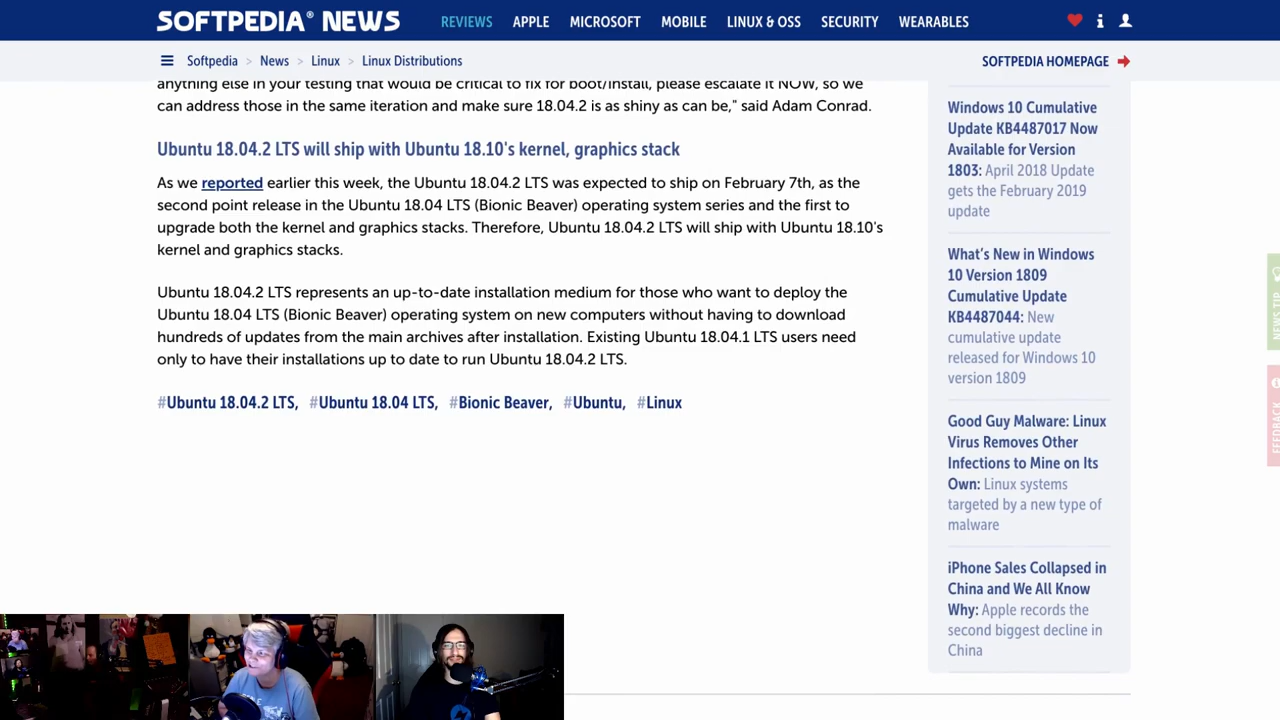 SOFTPEDIA® NEWS
REVIEWS APPLE MICROSOFT MOBILE LINUX & OSS SECURITY WEARABLES
Softpedia > News > Linux > Linux Distributions
SOFTPEDIA HOMEPAGE
anything else in your testing that would be critical to fix for boot/install, please escalate it NOW, so we
can address those in the same iteration and make sure 18.04.2 is as shiny as can be," said Adam Conrad.
Ubuntu 18.04.2 LTS will ship with Ubuntu 18.10's kernel, graphics stack
As we reported earlier this week, the Ubuntu 18.04.2 LTS was expected to ship on February 7th, as the
second point release in the Ubuntu 18.04 LTS (Bionic Beaver) operating system series and the first to
upgrade both the kernel and graphics stacks. Therefore, Ubuntu 18.04.2 LTS will ship with Ubuntu 18.10's
kernel and graphics stacks.
Ubuntu 18.04.2 LTS represents an up-to-date installation medium for those who want to deploy the
Ubuntu 18.04 LTS (Bionic Beaver) operating system on new computers without having to download
hundreds of updates from the main archives after installation. Existing Ubuntu 18.04.1 LTS users need
only to have their installations up to date to run Ubuntu 18.04.2 LTS.
#Ubuntu 18.04.2 LTS, #Ubuntu 18.04 LTS, #Bionic Beaver, #Ubuntu, #Linux
Windows 10 Cumulative
Update KB4487017 Now
Available for Version
1803: April 2018 Update
gets the February 2019
update
What's New in Windows
10 Version 1809
Cumulative Update
KB4487044: New
cumulative update
released for Windows 10
version 1809
Good Guy Malware: Linux
Virus Removes Other
Infections to Mine on Its
Own: Linux systems
targeted by a new type of
malware
iPhone Sales Collapsed in
China and We All Know
Why: Apple records the
second biggest decline in
China
NEWS TIP
FEEDBACK